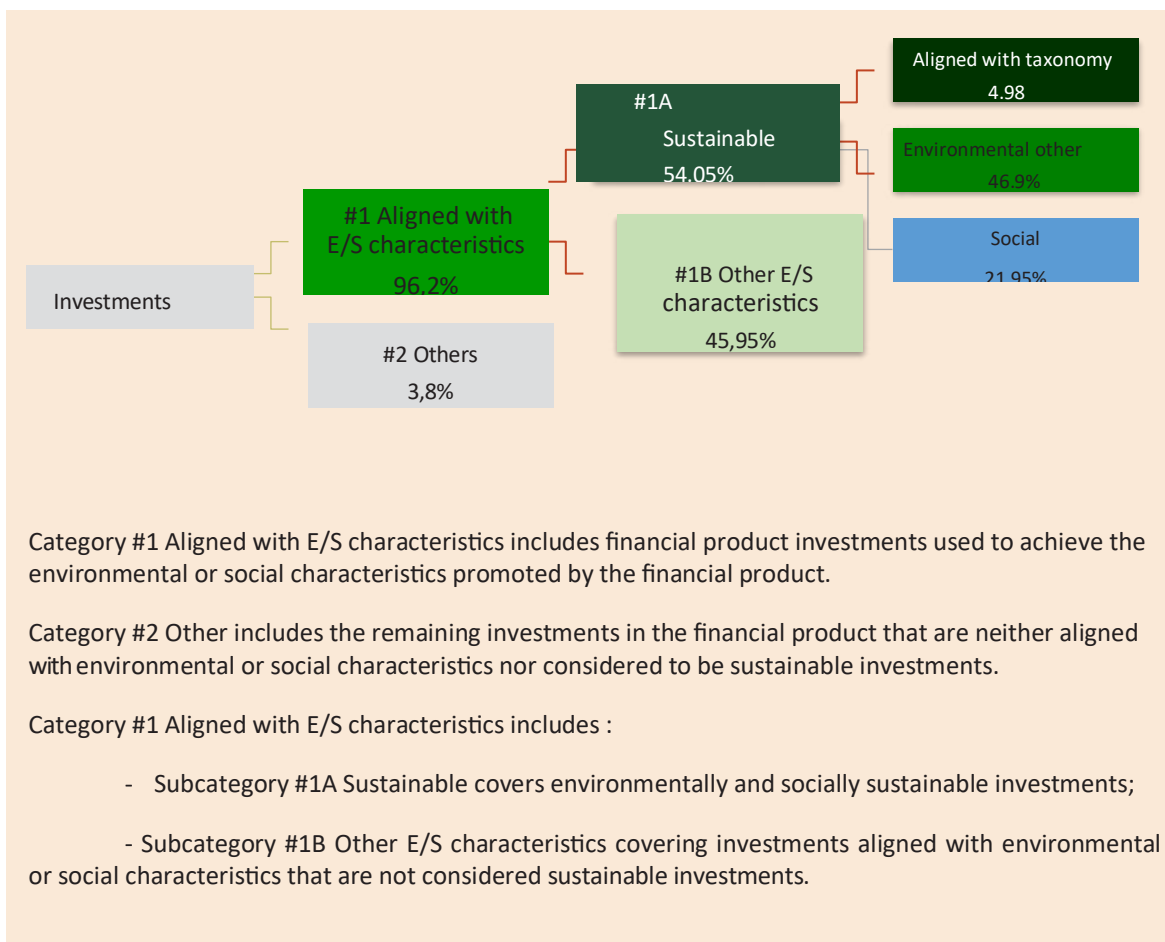 Aligned with taxonomy
4.98
#1A
Sustainable
54.05%
Environmental other
46.9%
#1 Aligned with
E/S characteristics
96.2%
Social
21.95%
#1B Other E/S
characteristics
45,95%
Investments
#2 Others
3,8%
Category #1 Aligned with E/S characteristics includes financial product investments used to achieve the
environmental or social characteristics promoted by the financial product.
Category #2 Other includes the remaining investments in the financial product that are neither aligned
with environmental or social characteristics nor considered to be sustainable investments.
Category #1 Aligned with E/S characteristics includes :
- Subcategory #1A Sustainable covers environmentally and socially sustainable investments;
- Subcategory #1B Other E/S characteristics covering investments aligned with environmental
or social characteristics that are not considered sustainable investments.